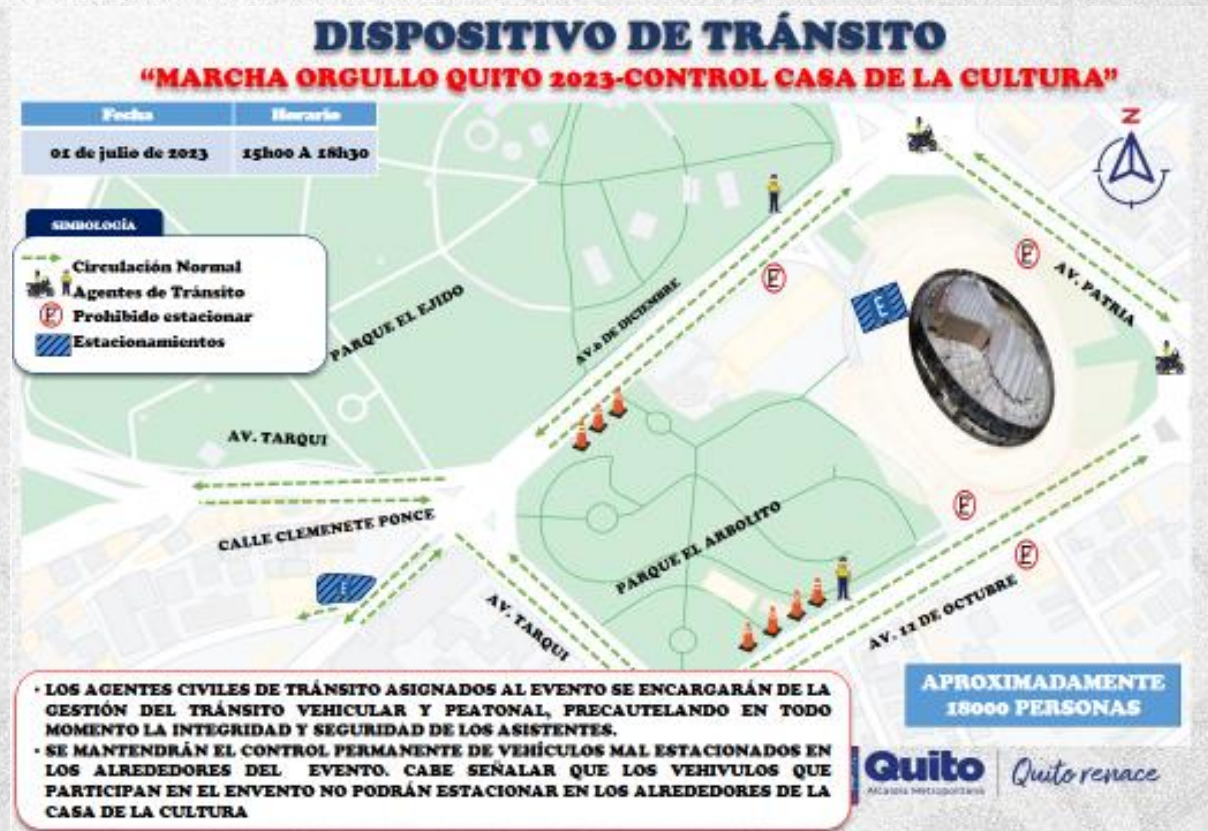 DISPOSITIVO DE TRÁNSITO
“MARCHA ORGULLO QUITO 2023-CONTROL CASA DE LA CULTURA”
Fecha Horario
01 de julio de 2023 15h00 A 18h30
N
SIMBOLOGÍA
Circulación Normal
Agentes de Tránsito
E Prohibido estacionar
Estacionamientos
PARQUE EL EJIDO
AV. 6 DE DICIEMBRE
E
E
E
AV. PATRIA
AV. TARQUI
CALLE CLEMENETE PONCE
E
AV. TARQUI
PARQUE EL ARBOLITO
E
E
AV. 12 DE OCTUBRE
• LOS AGENTES CIVILES DE TRÁNSITO ASIGNADOS AL EVENTO SE ENCARGARÁN DE LA
GESTIÓN DEL TRÁNSITO VEHICULAR Y PEATONAL, PRECAUTELANDO EN TODO
MOMENTO LA INTEGRIDAD Y SEGURIDAD DE LOS ASISTENTES.
• SE MANTENDRÁN EL CONTROL PERMANENTE DE VEHÍCULOS MAL ESTACIONADOS EN
LOS ALREDEDORES DEL EVENTO. CABE SEÑALAR QUE LOS VEHIVULOS QUE
PARTICIPAN EN EL ENVENTO NO PODRÁN ESTACIONAR EN LOS ALREDEDORES DE LA
CASA DE LA CULTURA
APROXIMADAMENTE
18000 PERSONAS
Quito
Alcaldía Metropolitana
Quito renace